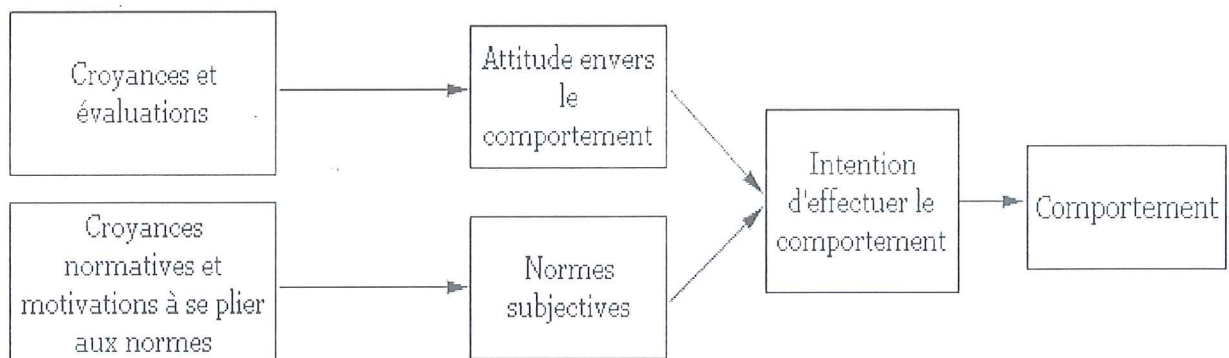 Croyances et
évaluations
Attitude envers
le
comportement
Croyances
normatives et
motivations à se plier
aux normes
Normes
subjectives
Intention
d'effectuer le
comportement
Comportement